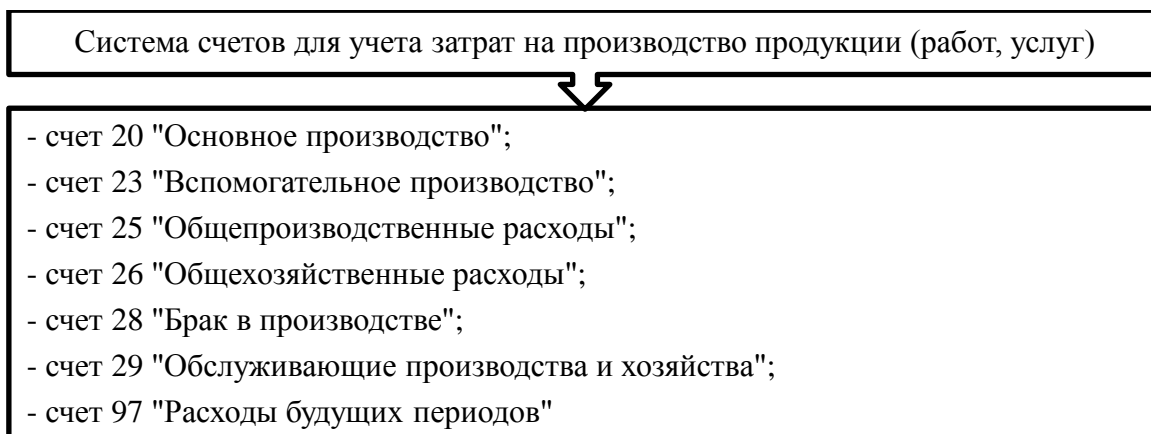 Система счетов для учета затрат на производство продукции (работ, услуг)
- счет 20 "Основное производство";
- счет 23 "Вспомогательное производство";
- счет 25 "Общепроизводственные расходы";
- счет 26 "Общехозяйственные расходы";
- счет 28 "Брак в производстве";
- счет 29 "Обслуживающие производства и хозяйства";
- счет 97 "Расходы будущих периодов"